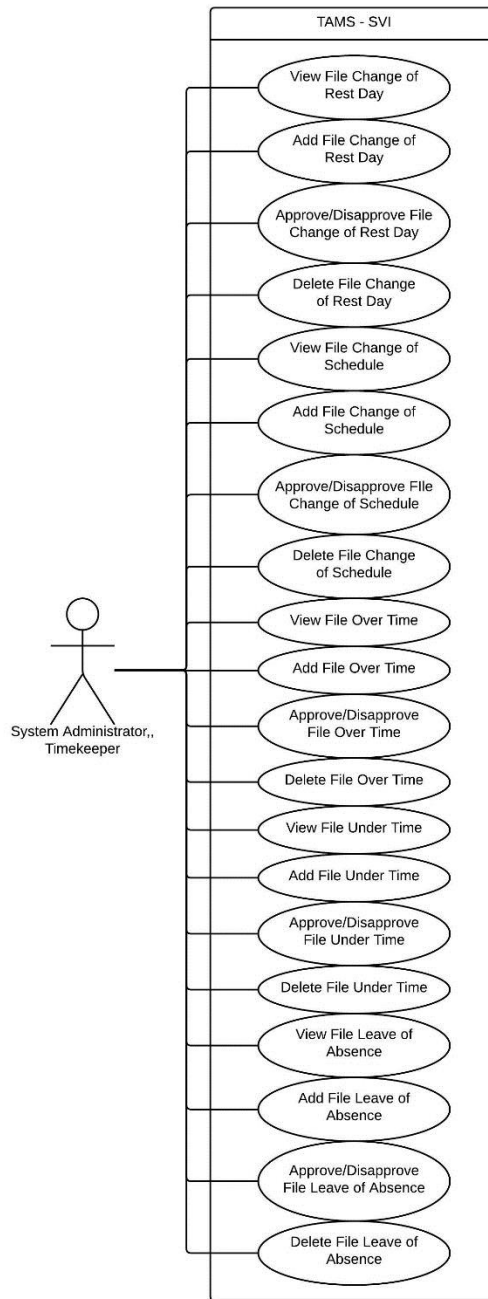 TAMS - SVI
View File Change of
Rest Day
Add File Change of
Rest Day
Approve/Disapprove File
Change of Rest Day
Delete File Change
of Rest Day
View File Change of
Schedule
Add File Change of
Schedule
Approve/Disapprove FIle
Change of Schedule
Delete File Change
of Schedule
View File Over Time
Add File Over Time
Approve/Disapprove
File Over Time
Delete File Over Time
View File Under Time
Add File Under Time
Approve/Disapprove
File Under Time
Delete File Under Time
View File Leave of
Absence
Add File Leave of
Absence
Approve/Disapprove
File Leave of Absence
Delete File Leave of
Absence
System Administrator,,
Timekeeper